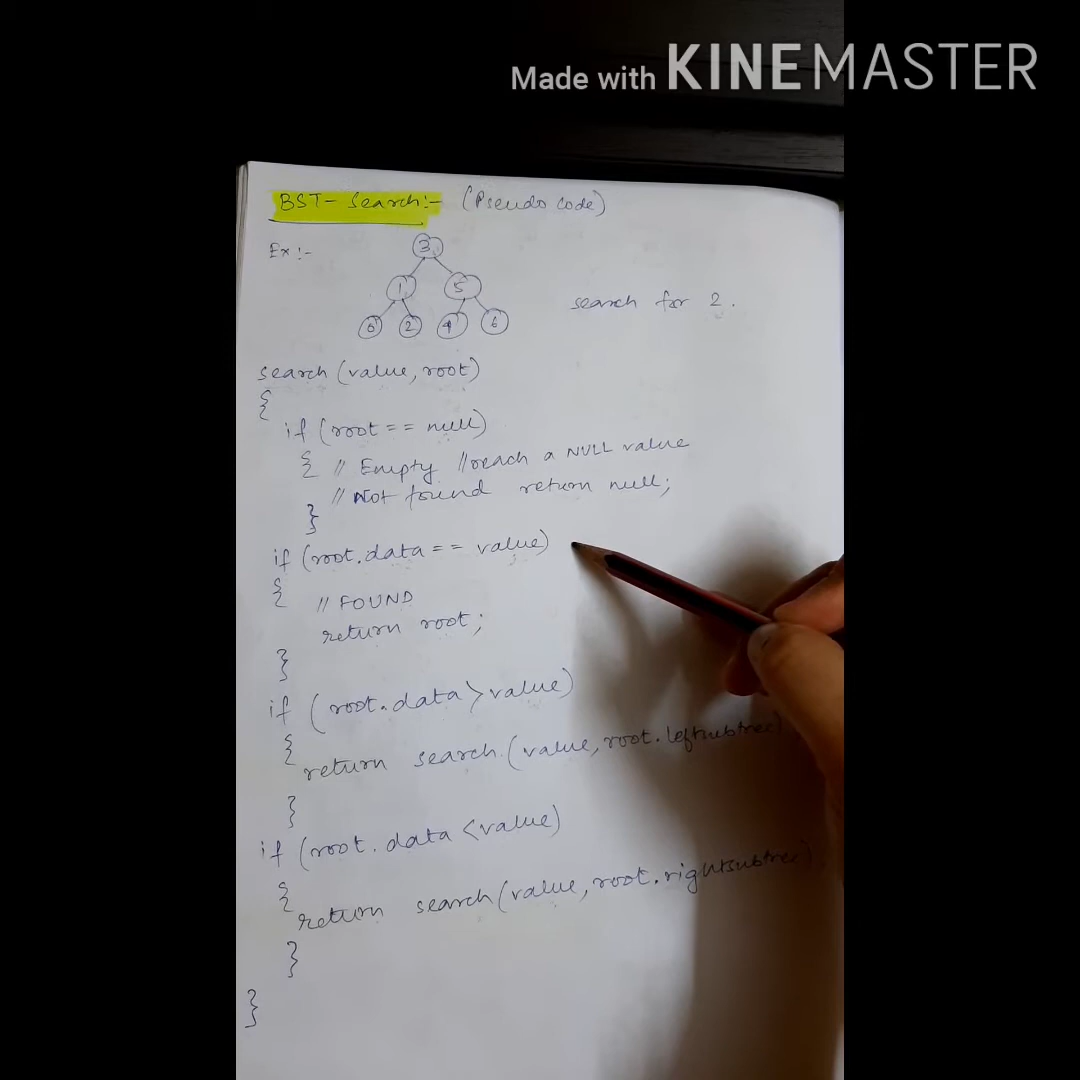 Made with KINEMASTER
BST- Search:- (Pseudo Code)
Ex:-
3
1 5
0 2 4 6
search for 2.
search (value, root)
{
if (root == null)
{ // Empty // reach a NULL value
// Not found return null;
}
if (root.data == value)
{
// FOUND
return root;
}
if (root.data > value)
{
return search (value, root.leftsubtree)
}
if (root.data < value)
{
return search (value, root.rightsubtree)
}
}